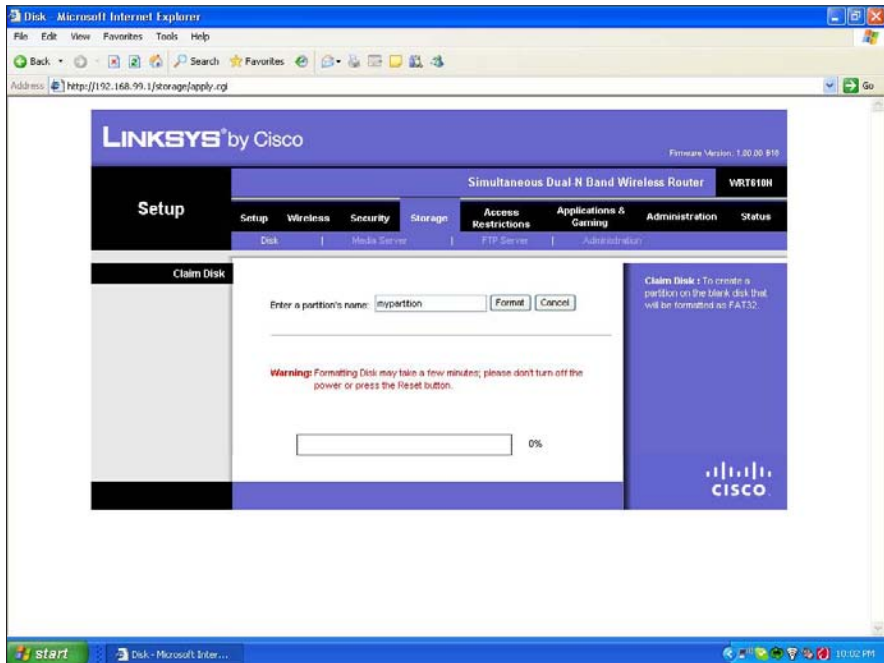 Disk - Microsoft Internet Explorer
File Edit View Favorites Tools Help
Back Search Favorites
Address http://192.168.99.1/storage/apply.cgi Go
LINKSYS® by Cisco
Firmware Version: 1.00.00 B18
Simultaneous Dual-N Band Wireless Router WRT610N
Setup
Setup Wireless Security Storage Access Restrictions Applications & Gaming Administration Status
Disk | Media Server | FTP Server | Administration
Claim Disk
Enter a partition's name: mypartition Format Cancel
Warning: Formatting Disk may take a few minutes; please don't turn off the
power or press the Reset button.
0%
Claim Disk : To create a
partition on the blank disk that
will be formatted as FAT32.
CISCO
start Disk - Microsoft Inter... 10:02 PM